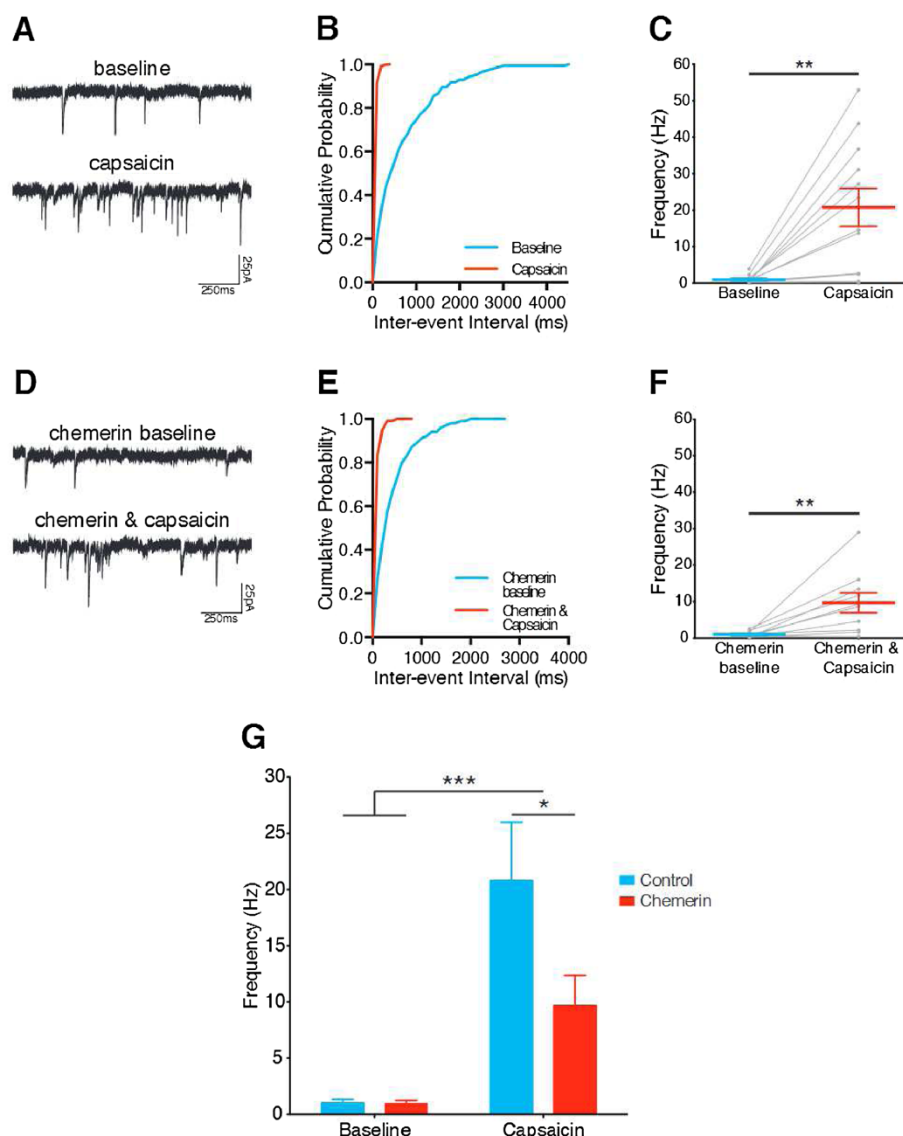 A
baseline
capsaicin
25pA
250ms
B
Cumulative Probability
1.0
0.8
0.6
0.4
0.2
0.0
Baseline
Capsaicin
0 1000 2000 3000 4000
Inter-event Interval (ms)
C
**
Frequency (Hz)
60
50
40
30
20
10
0
Baseline Capsaicin
D
chemerin baseline
chemerin & capsaicin
25pA
250ms
E
Cumulative Probability
1.0
0.8
0.6
0.4
0.2
0.0
Chemerin
baseline
Chemerin &
Capsaicin
0 1000 2000 3000 4000
Inter-event Interval (ms)
F
**
Frequency (Hz)
60
50
40
30
20
10
0
Chemerin Chemerin &
baseline Capsaicin
G
***
*
Frequency (Hz)
30
25
20
15
10
5
0
Control
Chemerin
Baseline Capsaicin